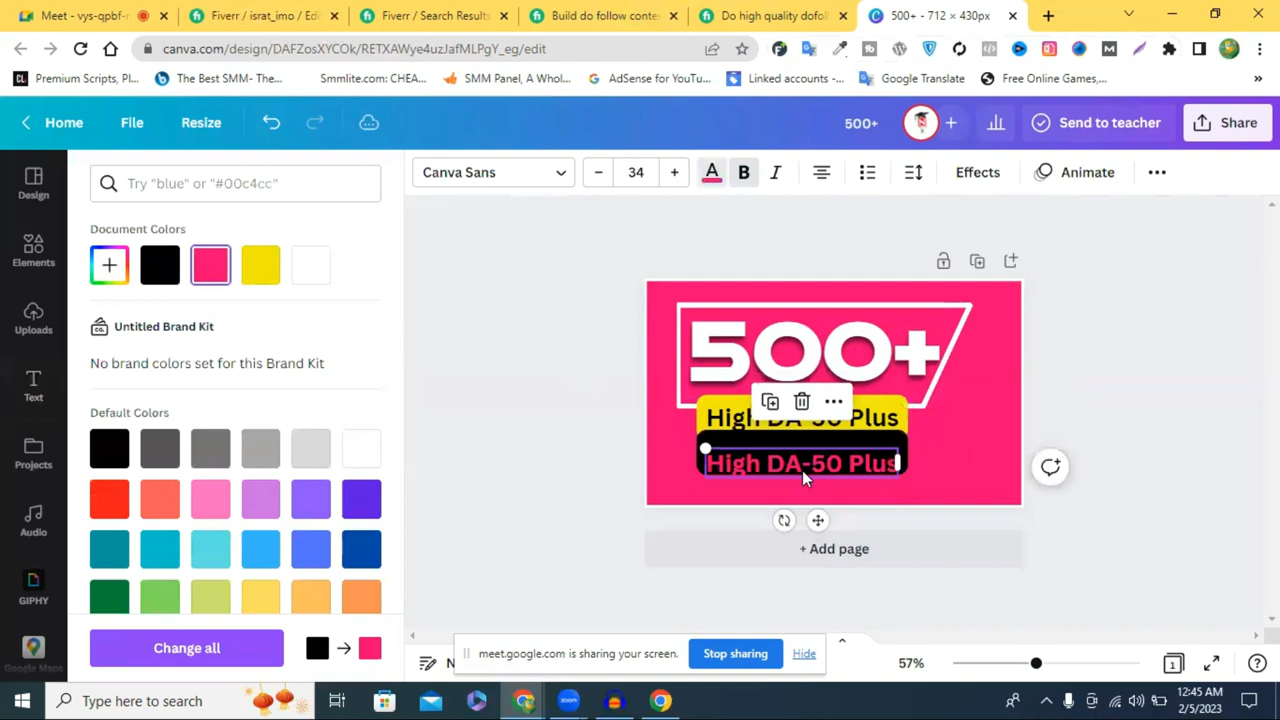 Meet - vys-qpbf-r
Fiverr / israt_imo / Edi
Fiverr / Search Results
Build do follow conte
Do high quality dofol
500+ - 712 × 430px
canva.com/design/DAFZosXYCOk/RETXAWye4uzJafMLPgY_eg/edit
Premium Scripts, Pl...
The Best SMM- The...
Smmlite.com: CHEA...
SMM Panel, A Whol...
AdSense for YouTu...
Linked accounts -...
Google Translate
Free Online Games,...
»
Home
File
Resize
500+
Send to teacher
Share
Design
Elements
Uploads
Text
Projects
Audio
GIPHY
Google Maps
Try "blue" or "#00c4cc"
Document Colors
Untitled Brand Kit
No brand colors set for this Brand Kit
Default Colors
Change all
Canva Sans
34
A
B
I
Effects
Animate
500+
High DA-50 Plus
High DA-50 Plus
+ Add page
meet.google.com is sharing your screen.
Stop sharing
Hide
N
57%
1
Type here to search
12:45 AM
2/5/2023